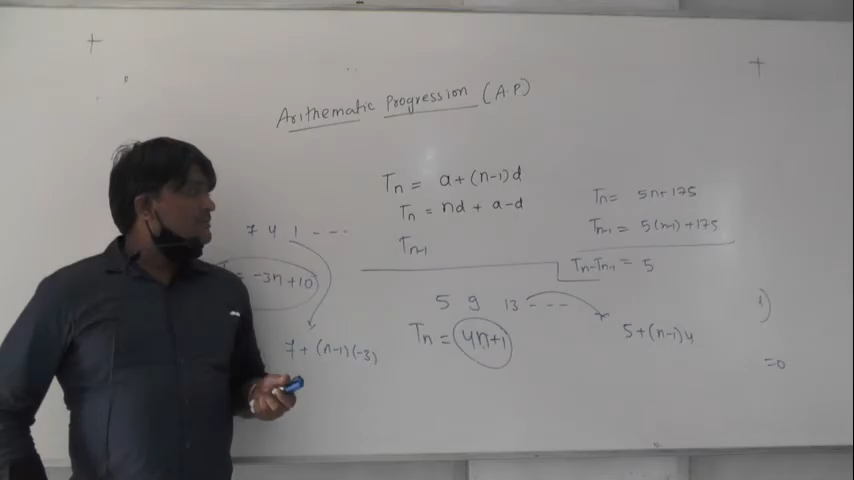 Arithematic Progression (A.P)
Tn = a+(n-1)d
Tn = nd + a-d
Tn-1
Tn = 5n+175
Tn-1 = 5(n-1)+175
Tn-Tn-1 = 5
7 4 1 ----
= -3n+10
7+(n-1)(-3)
5 9 13 ----
Tn = 4n+1
5+(n-1)4
1)
=0